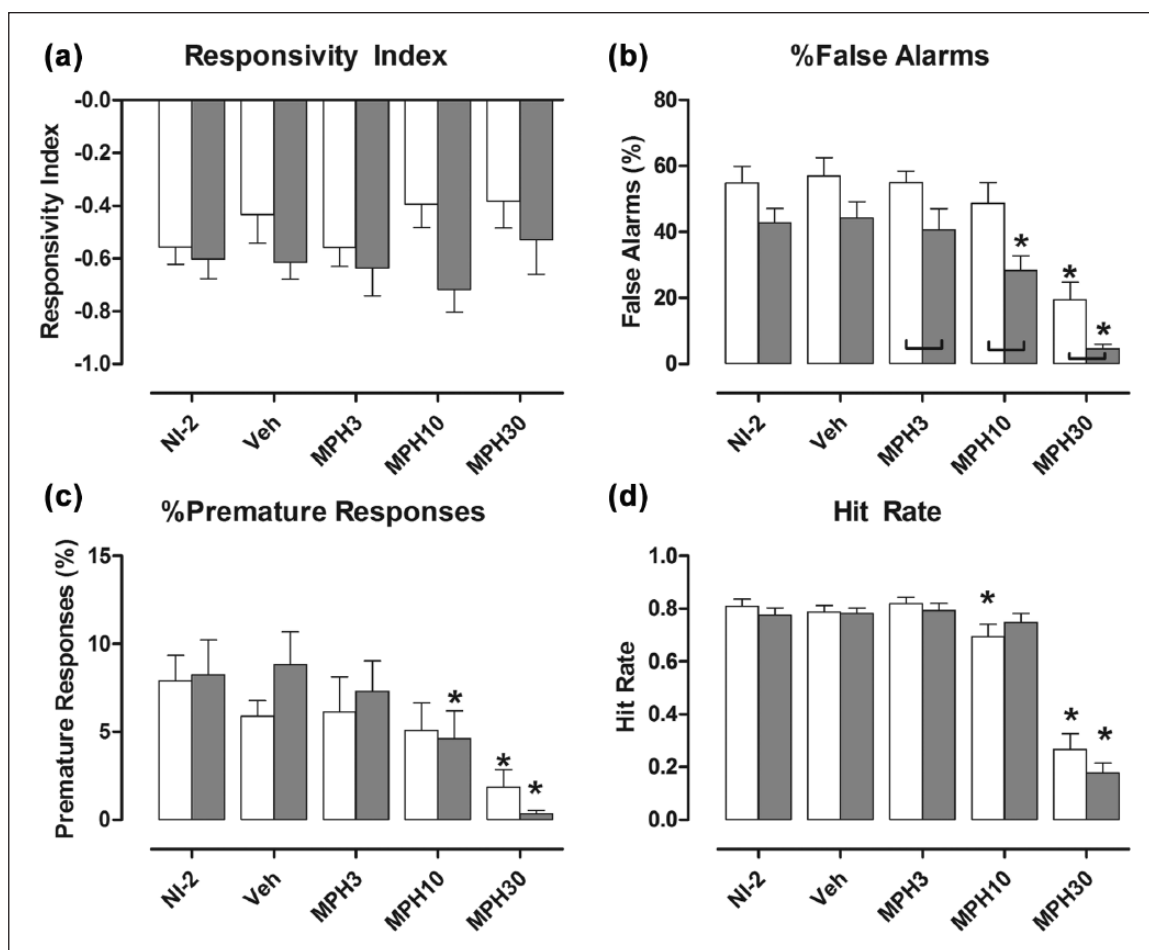 (a) Responsivity Index
-0.0
-0.2
-0.4
-0.6
-0.8
-1.0
Responsivity Index
NI-2 Veh MPH3 MPH10 MPH30
(b) %False Alarms
80
60
40
20
0
False Alarms (%)
* * *
NI-2 Veh MPH3 MPH10 MPH30
(c) %Premature Responses
15
10
5
0
Premature Responses (%)
* * *
NI-2 Veh MPH3 MPH10 MPH30
(d) Hit Rate
1.0
0.8
0.6
0.4
0.2
0.0
Hit Rate
* * *
NI-2 Veh MPH3 MPH10 MPH30